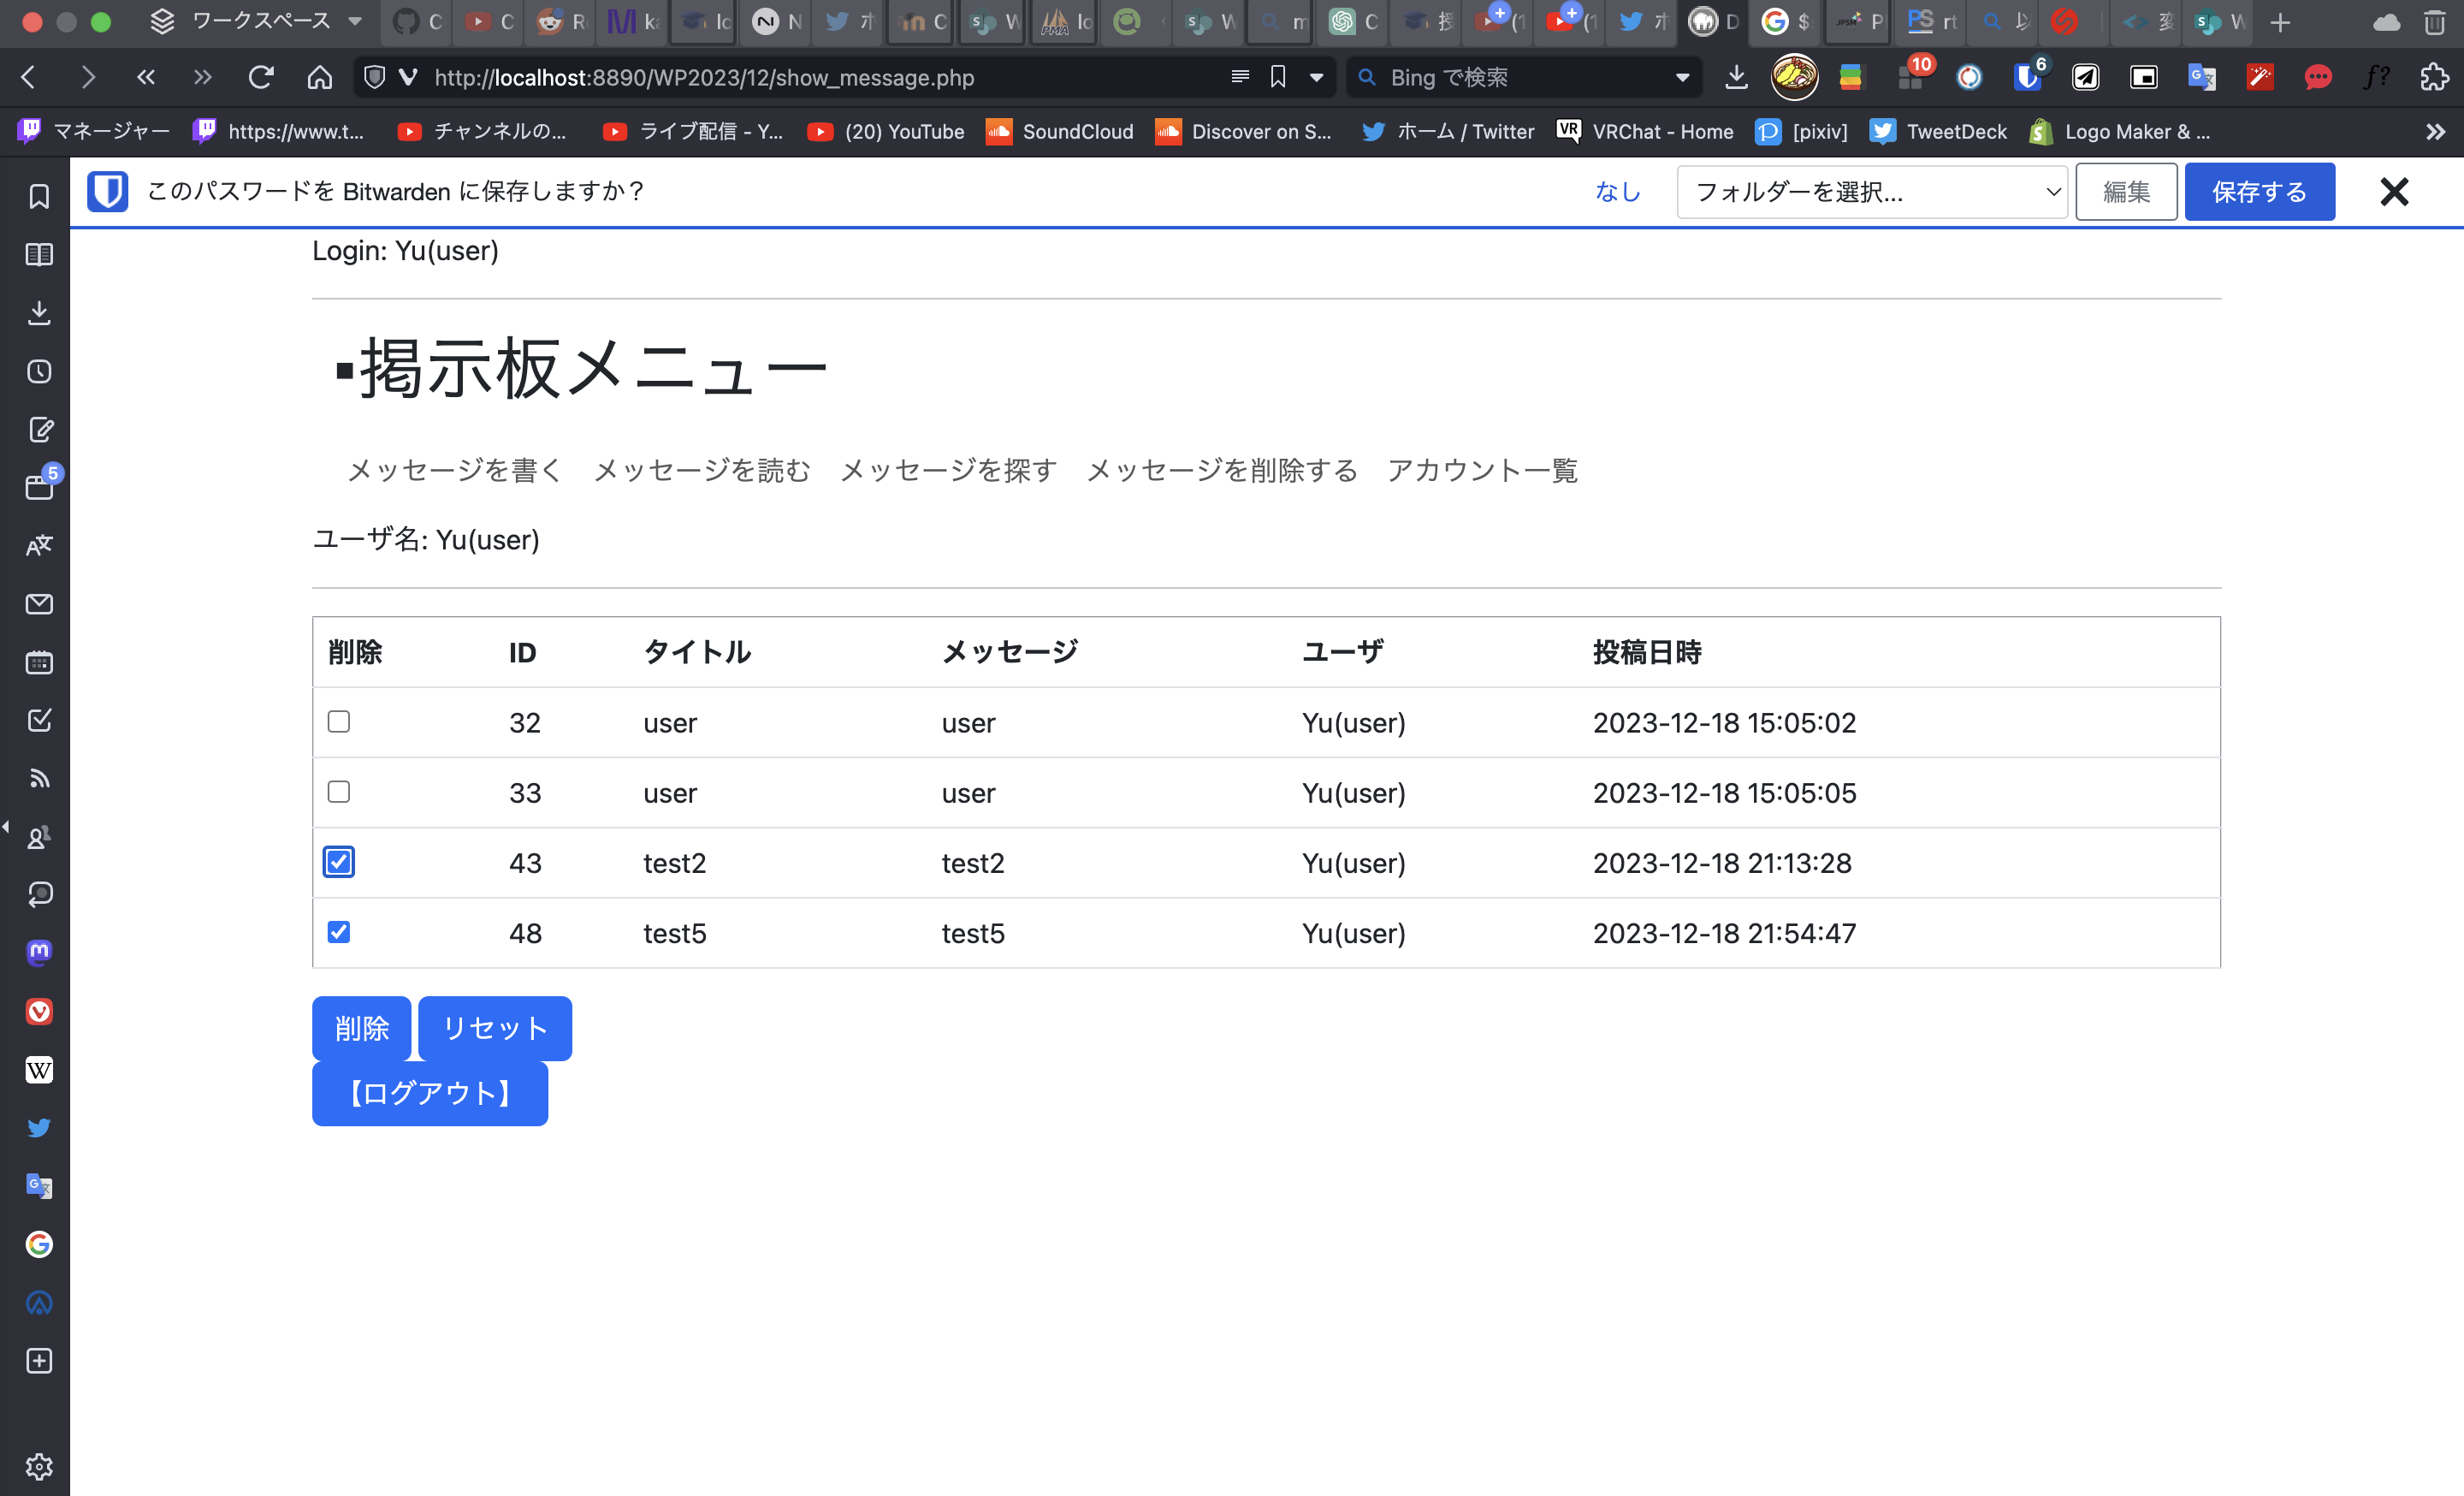 ワークスペース
http://localhost:8890/WP2023/12/show_message.php
Bing で検索
10
6
マネージャー
https://www.t...
チャンネルの...
ライブ配信 - Y...
(20) YouTube
SoundCloud
Discover on S...
ホーム / Twitter
VRChat - Home
[pixiv]
TweetDeck
Logo Maker & ...
このパスワードを Bitwarden に保存しますか？
なし
フォルダーを選択...
編集
保存する
5
Login: Yu(user)
▪掲示板メニュー
メッセージを書く メッセージを読む メッセージを探す メッセージを削除する アカウント一覧
ユーザ名: Yu(user)
削除 ID タイトル メッセージ ユーザ 投稿日時
32 user user Yu(user) 2023-12-18 15:05:02
33 user user Yu(user) 2023-12-18 15:05:05
43 test2 test2 Yu(user) 2023-12-18 21:13:28
48 test5 test5 Yu(user) 2023-12-18 21:54:47
削除 リセット
【ログアウト】